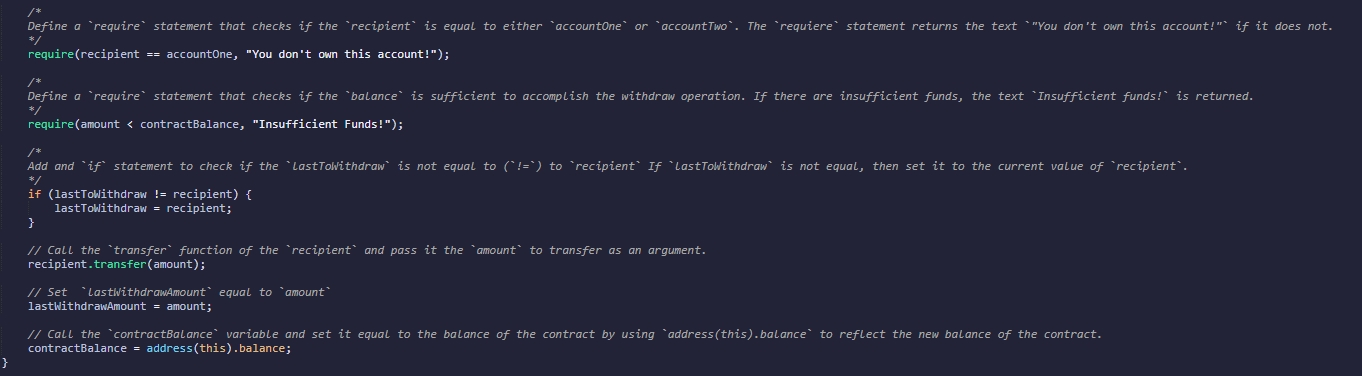 /*
Define a `require` statement that checks if the `recipient` is equal to either `accountOne` or `accountTwo`. The `requiere` statement returns the text `"You don't own this account!"` if it does not.
*/
require(recipient == accountOne, "You don't own this account!");
/*
Define a `require` statement that checks if the `balance` is sufficient to accomplish the withdraw operation. If there are insufficient funds, the text `Insufficient funds!` is returned.
*/
require(amount < contractBalance, "Insufficient Funds!");
/*
Add and `if` statement to check if the `lastToWithdraw` is not equal to (`!=`) to `recipient` If `lastToWithdraw` is not equal, then set it to the current value of `recipient`.
*/
if (lastToWithdraw != recipient) {
lastToWithdraw = recipient;
}
// Call the `transfer` function of the `recipient` and pass it the `amount` to transfer as an argument.
recipient.transfer(amount);
// Set  `lastWithdrawAmount` equal to `amount`
lastWithdrawAmount = amount;
// Call the `contractBalance` variable and set it equal to the balance of the contract by using `address(this).balance` to reflect the new balance of the contract.
contractBalance = address(this).balance;
}